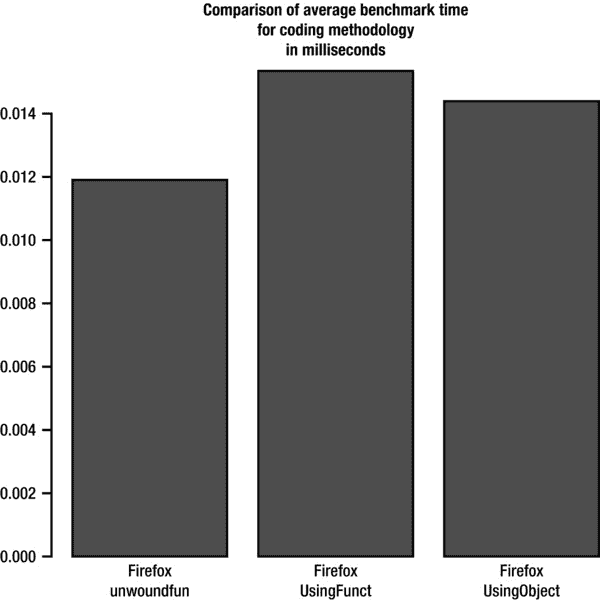 Comparison of average benchmark time
for coding methodology
in milliseconds
0.014
0.012
0.010
0.008
0.006
0.004
0.002
0.000
Firefox
unwoundfun
Firefox
UsingFunct
Firefox
UsingObject